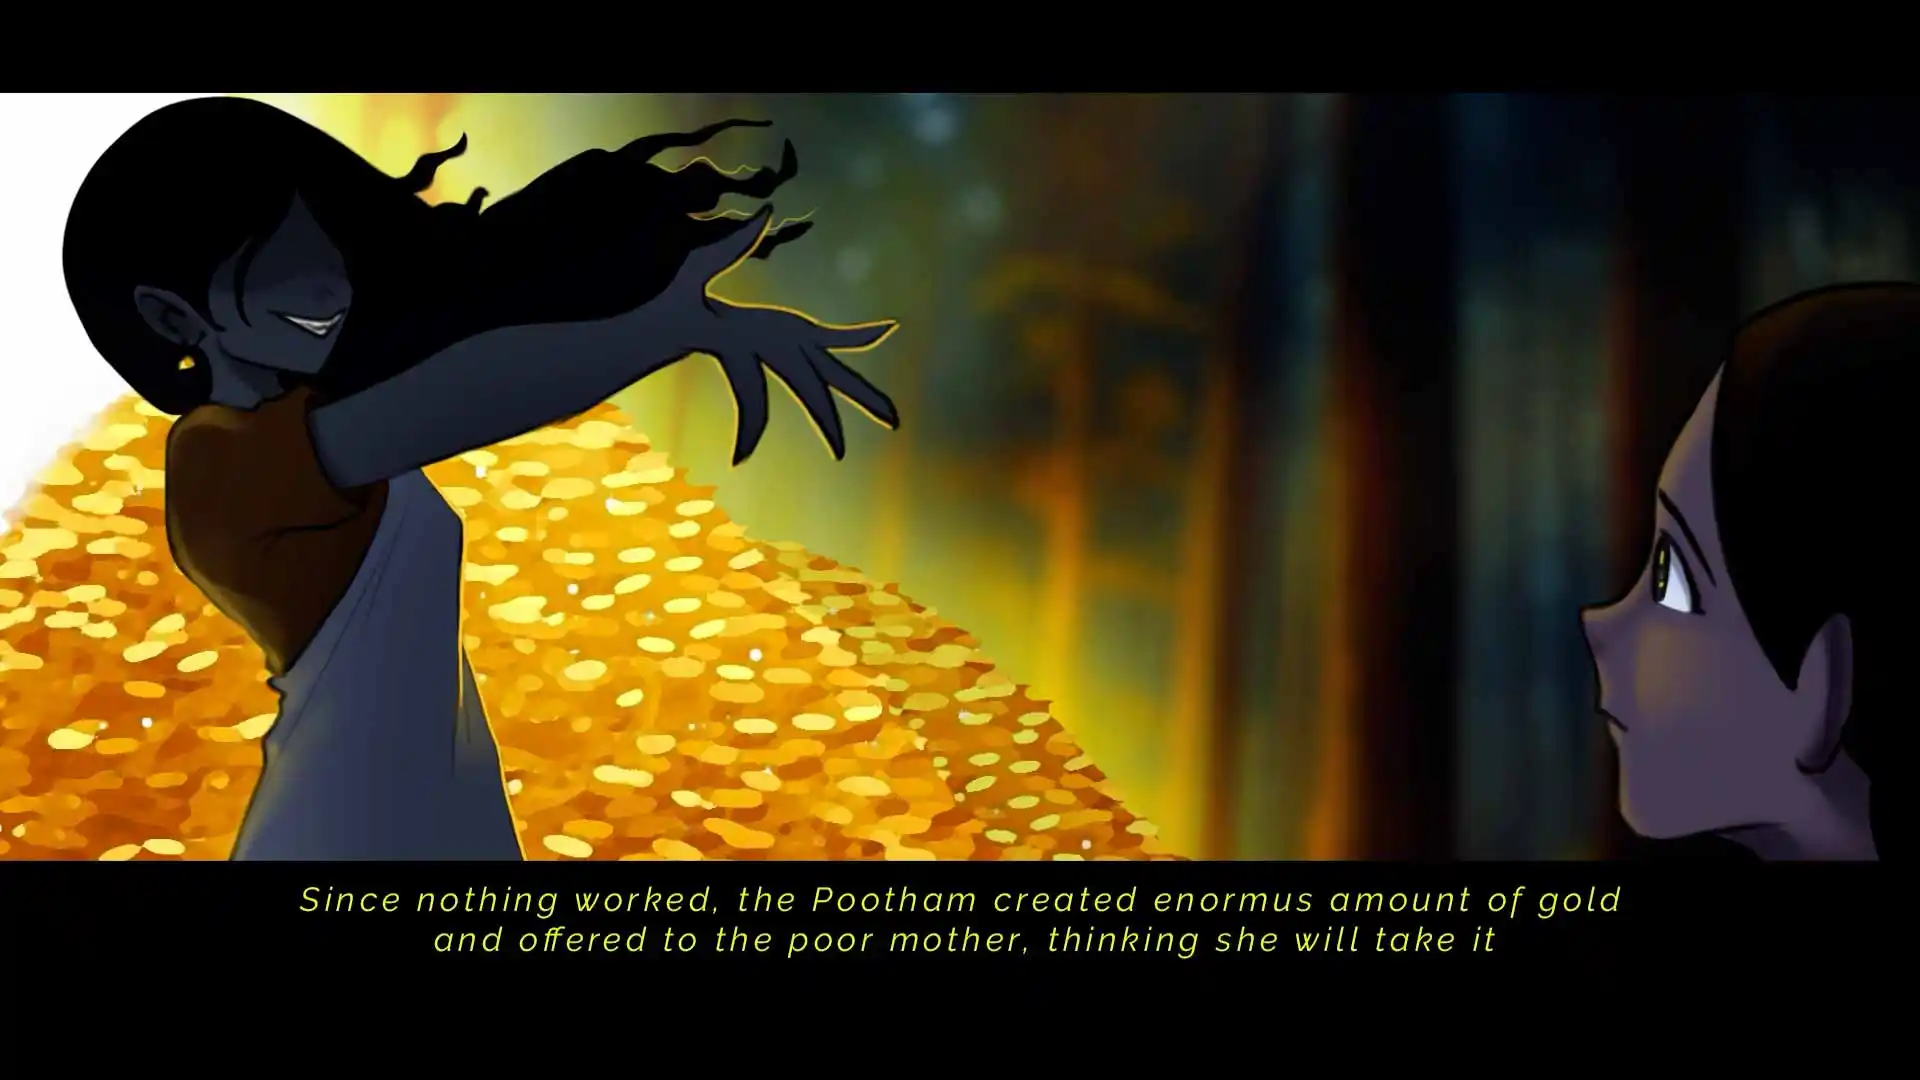 Since nothing worked, the Pootham created enormus amount of gold
and offered to the poor mother, thinking she will take it